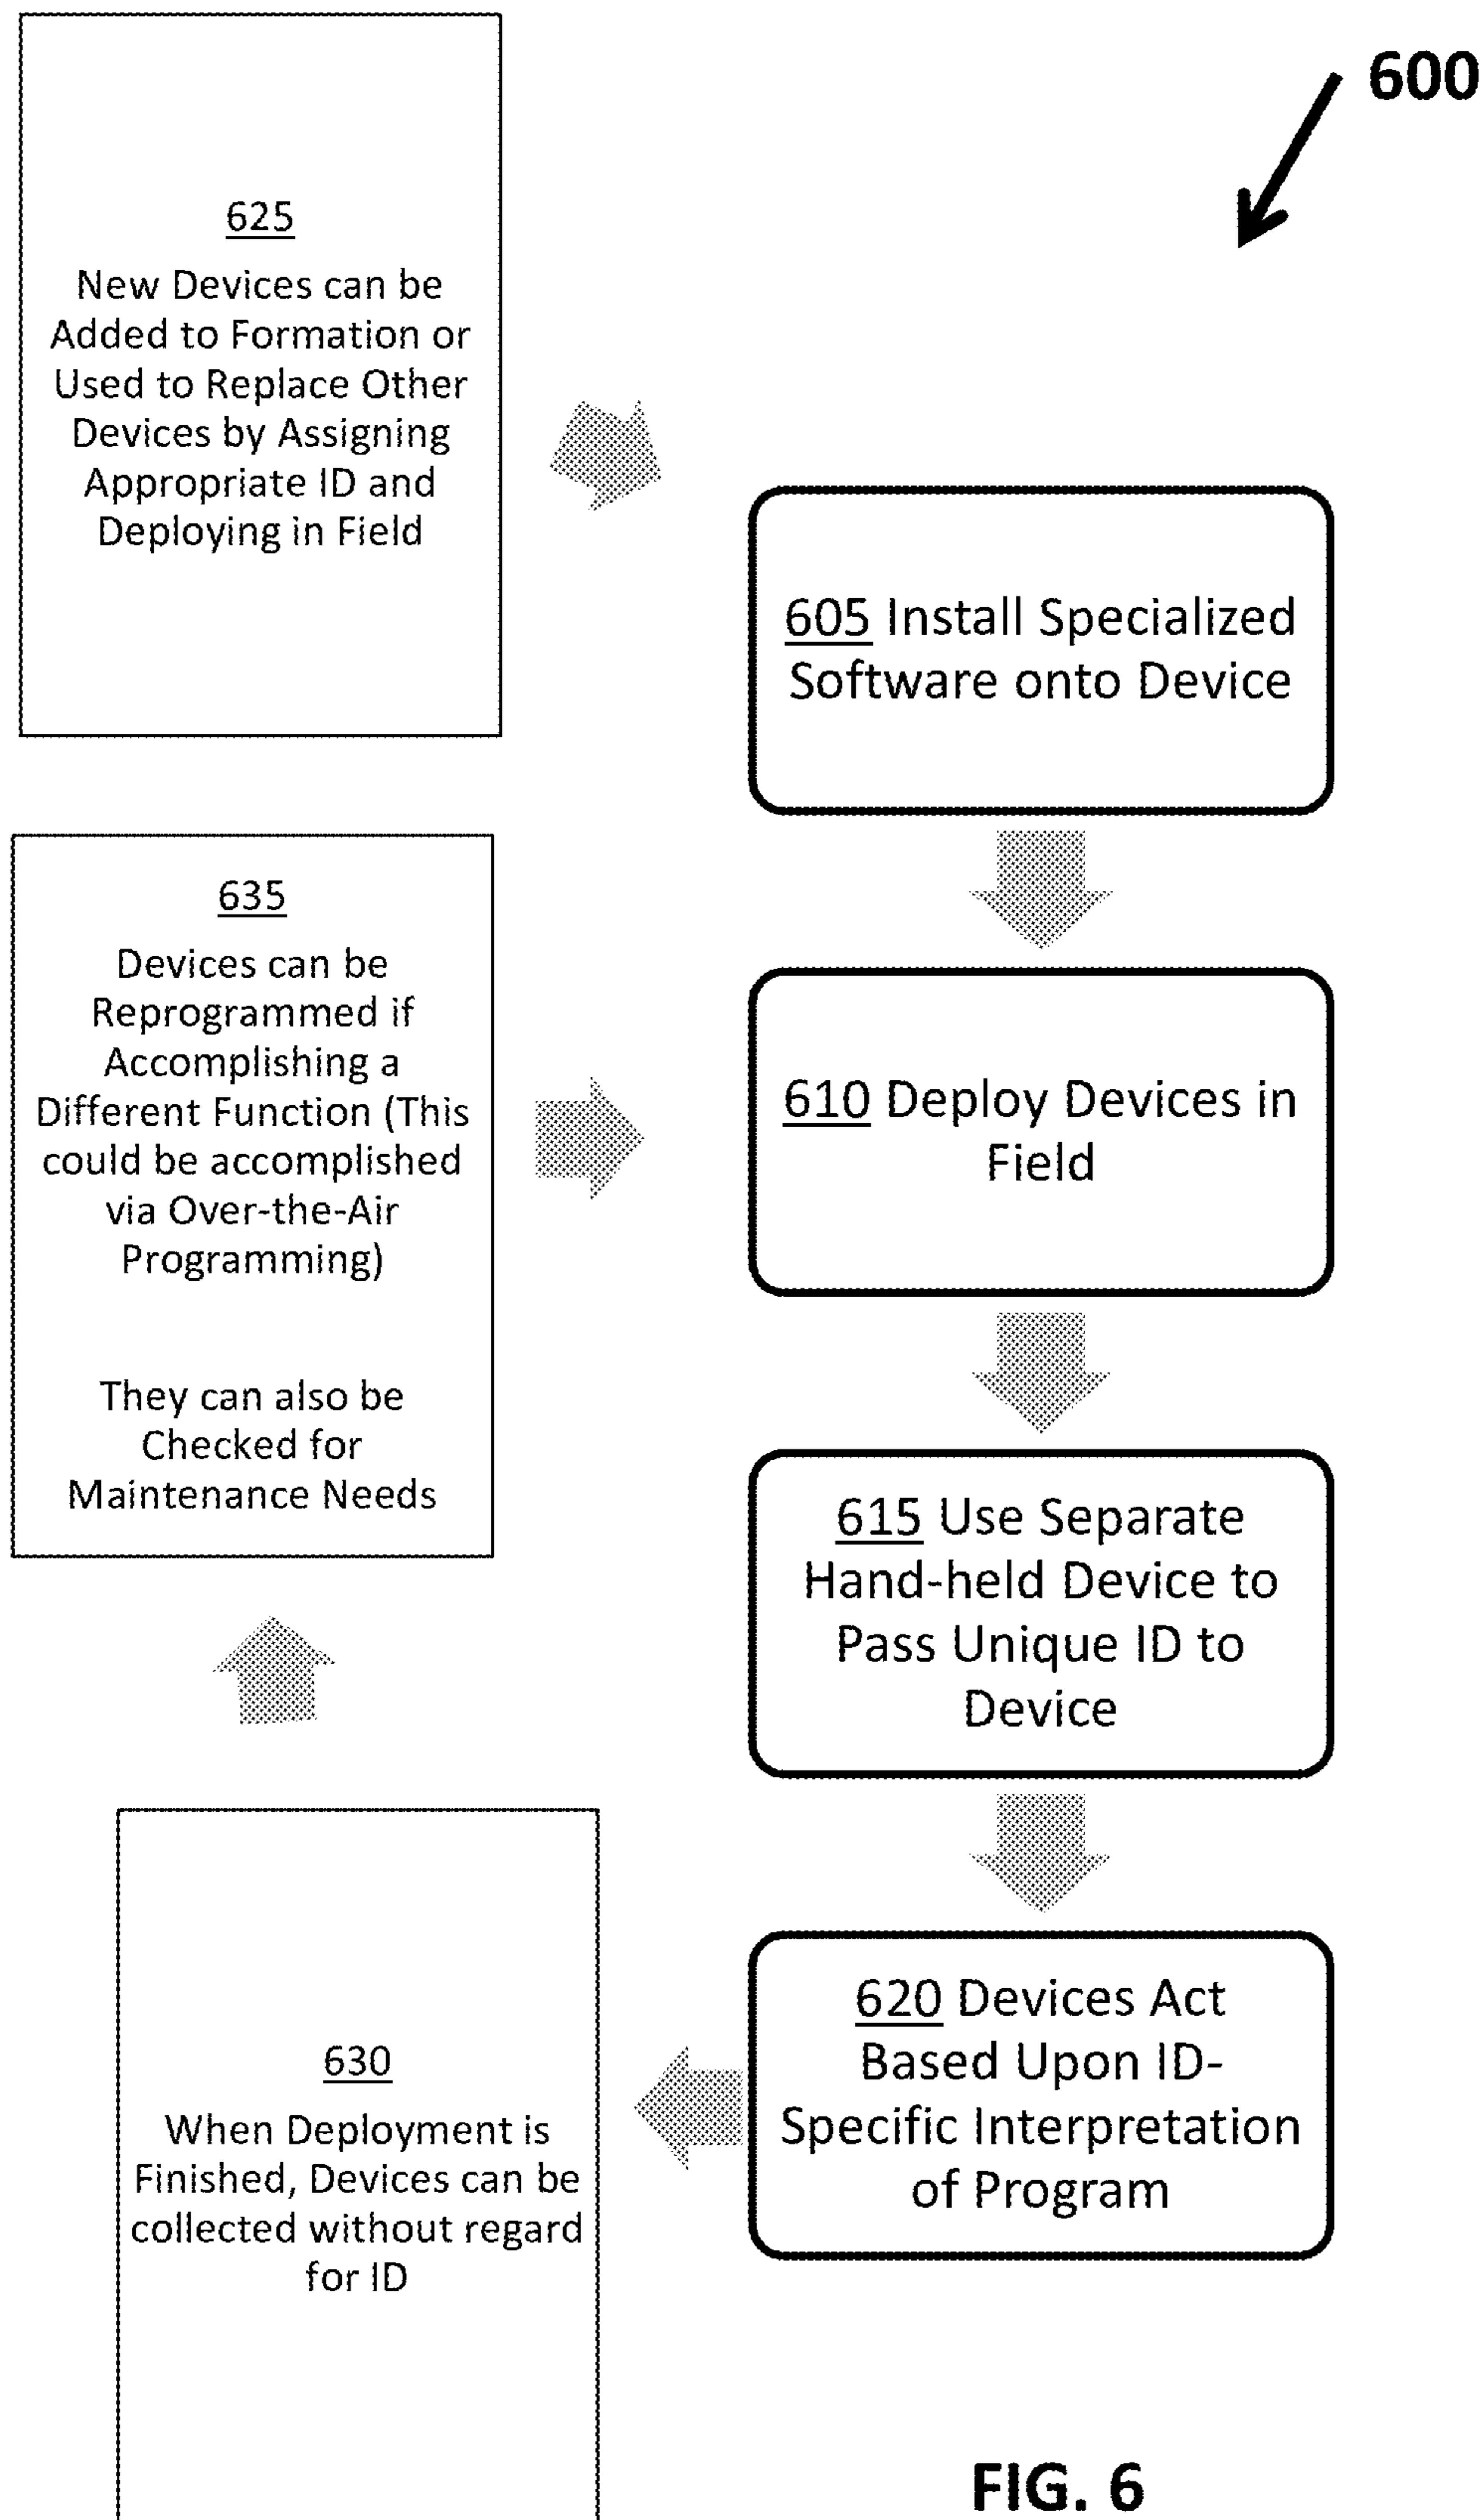 600
625
New Devices can be
Added to Formation or
Used to Replace Other
Devices by Assigning
Appropriate ID and
Deploying in Field
605 Install Specialized
Software onto Device
635
Devices can be
Reprogrammed if
Accomplishing a
Different Function (This
could be accomplished
via Over-the-Air
Programming)
They can also be
Checked for
Maintenance Needs
610 Deploy Devices in
Field
615 Use Separate
Hand-held Device to
Pass Unique ID to
Device
620 Devices Act
Based Upon ID-
Specific Interpretation
of Program
630
When Deployment is
Finished, Devices can be
collected without regard
for ID
FIG. 6